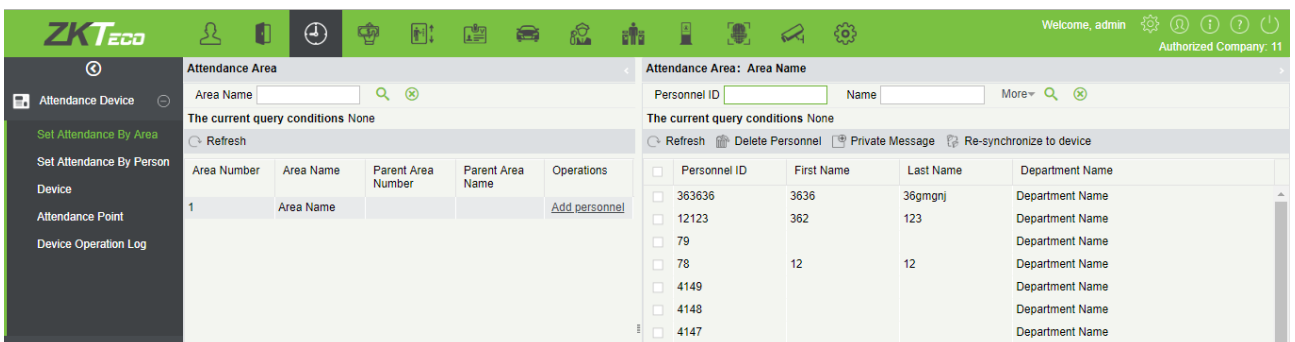 ZKTeco
Welcome, admin
Authorized Company: 11
Attendance Device
Set Attendance By Area
Set Attendance By Person
Device
Attendance Point
Device Operation Log
Attendance Area
Area Name
The current query conditions None
Refresh
Area Number Area Name Parent Area Number Parent Area Name Operations
1 Area Name Add personnel
Attendance Area: Area Name
Personnel ID Name More
The current query conditions None
Refresh Delete Personnel Private Message Re-synchronize to device
Personnel ID First Name Last Name Department Name
363636 3636 36gmgnj Department Name
12123 362 123 Department Name
79 Department Name
78 12 12 Department Name
4149 Department Name
4148 Department Name
4147 Department Name